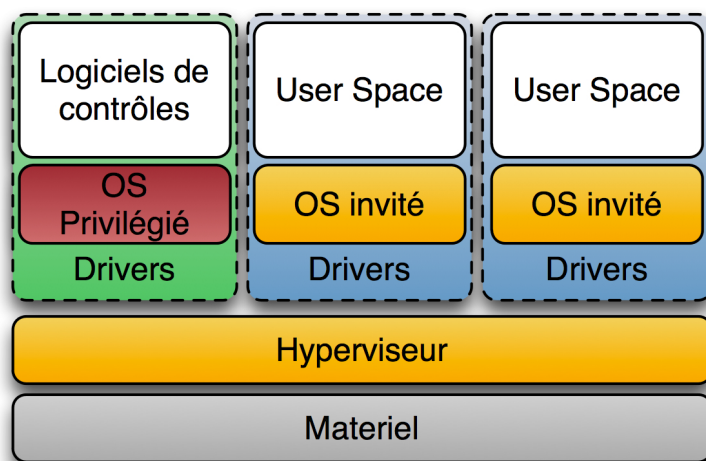 Logiciels de
contrôles
User Space
User Space
OS
Privilégié
OS invité
OS invité
Drivers
Drivers
Drivers
Hyperviseur
Materiel